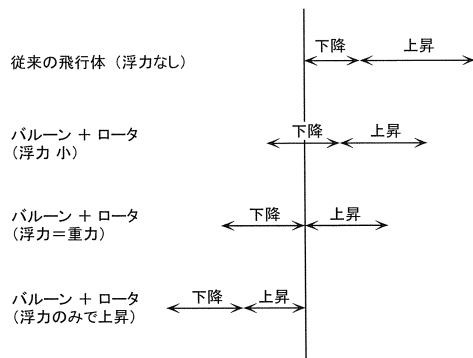 下降 上昇
従来の飛行体（浮力なし）
下降 上昇
バルーン ＋ ロータ
（浮力 小）
下降 上昇
バルーン ＋ ロータ
（浮力＝重力）
下降 上昇
バルーン ＋ ロータ
（浮力のみで上昇）